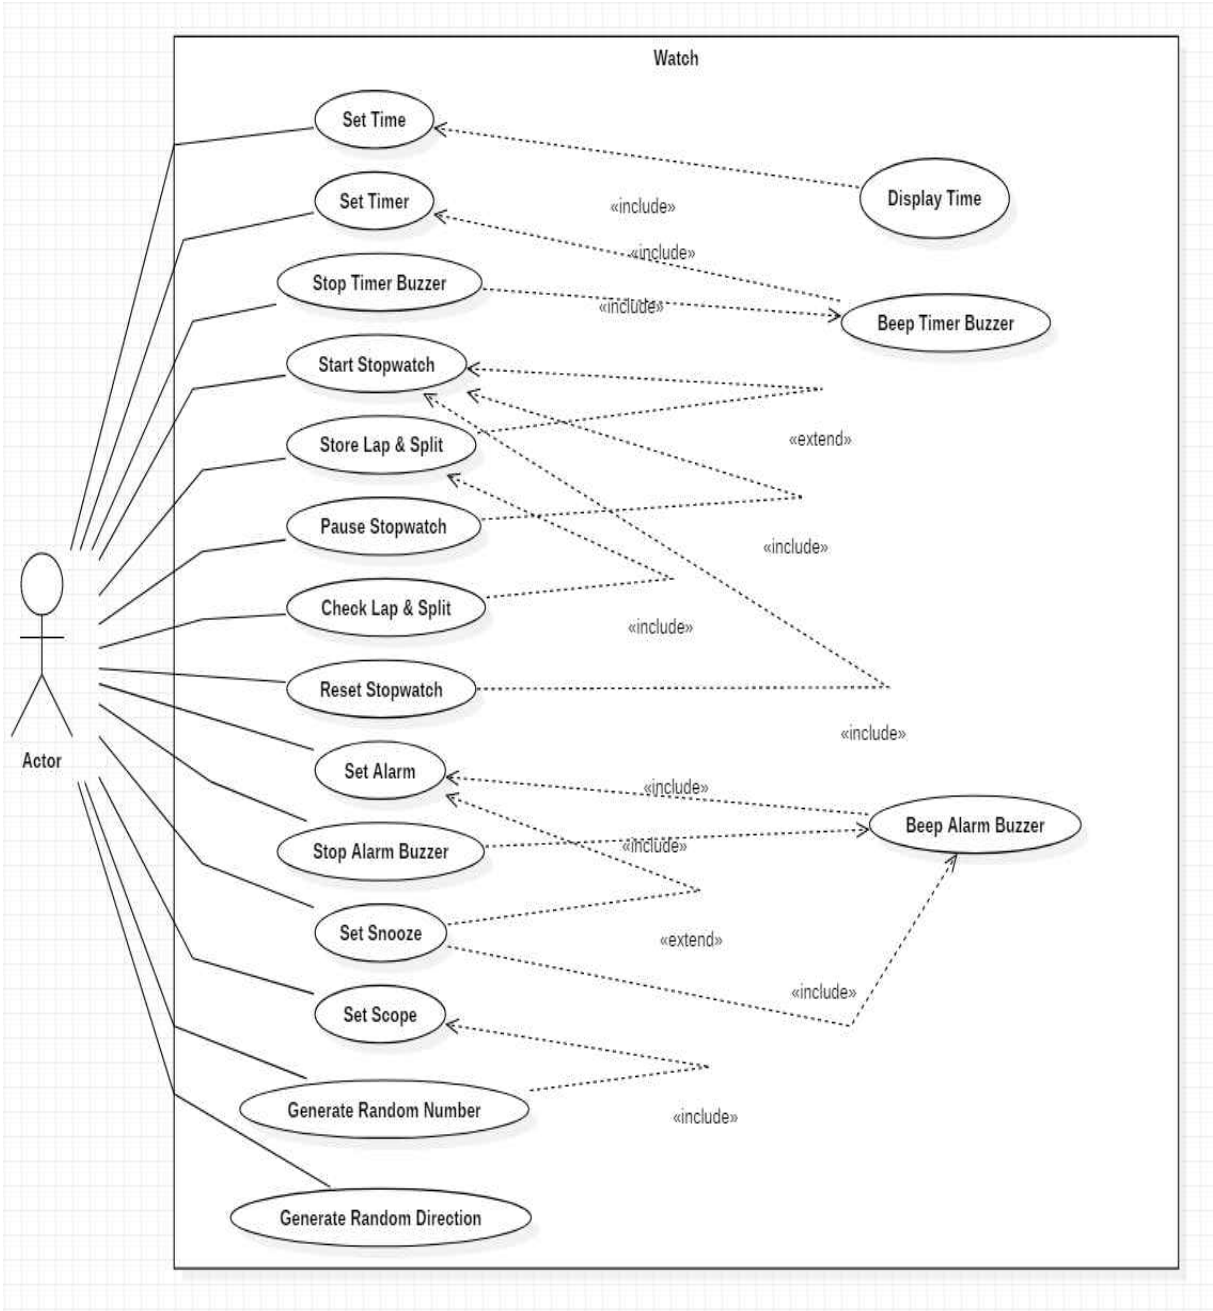 Watch
Set Time
Display Time
Set Timer
«include»
«include»
Stop Timer Buzzer
«include»
Beep Timer Buzzer
Start Stopwatch
Store Lap & Split
«extend»
Pause Stopwatch
«include»
Check Lap & Split
«include»
Reset Stopwatch
«include»
Actor
Set Alarm
«include»
Beep Alarm Buzzer
Stop Alarm Buzzer
«include»
Set Snooze
«extend»
«include»
Set Scope
Generate Random Number
«include»
Generate Random Direction